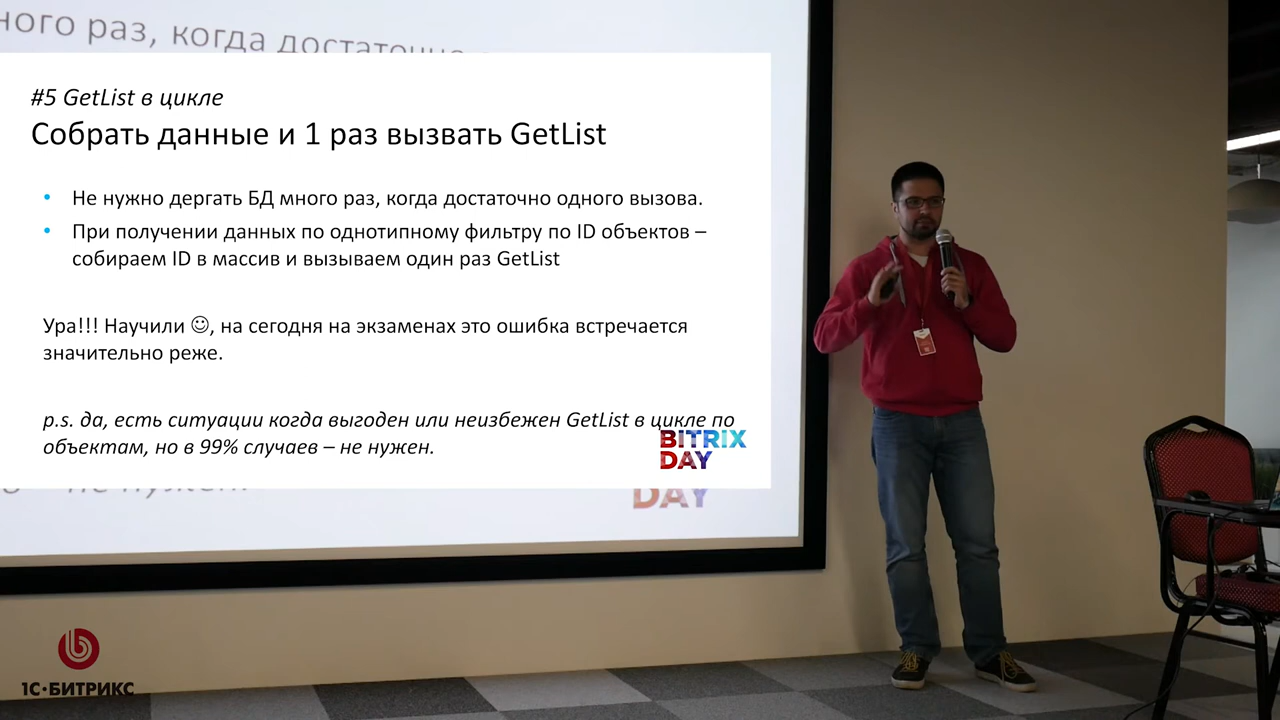 ного раз, когда достаточно
#5 GetList в цикле
Собрать данные и 1 раз вызвать GetList
• Не нужно дергать БД много раз, когда достаточно одного вызова.
• При получении данных по однотипному фильтру по ID объектов –
собираем ID в массив и вызываем один раз GetList
Ура!!! Научили ☺, на сегодня на экзаменах это ошибка встречается
значительно реже.
p.s. да, есть ситуации когда выгоден или неизбежен GetList в цикле по
объектам, но в 99% случаев – не нужен.
BITRIX
DAY
не нужен.
DAY
1С·БИТРИКС